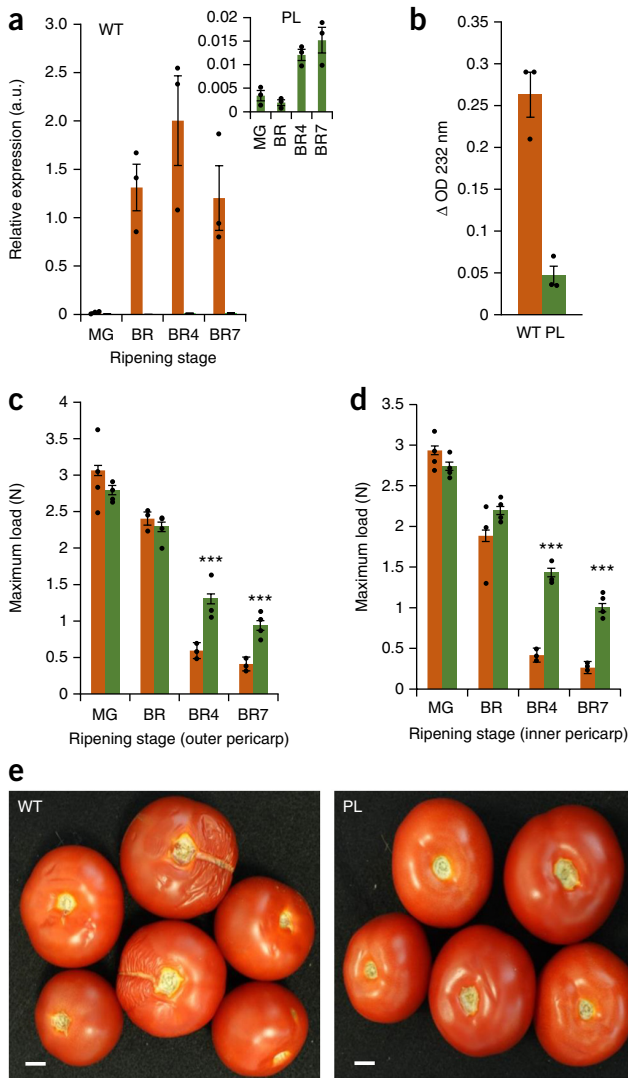 a
WT
Relative expression (a.u.)
3.0
2.5
2.0
1.5
1.0
0.5
0
MG BR BR4 BR7
Ripening stage
PL
0.02
0.015
0.01
0.005
0
MG
BR
BR4
BR7
b
Δ OD 232 nm
0.35
0.3
0.25
0.2
0.15
0.1
0.05
0
WT PL
c
Maximum load (N)
4
3.5
3
2.5
2
1.5
1
0.5
0
***
***
MG BR BR4 BR7
Ripening stage (outer pericarp)
d
Maximum load (N)
3.5
3
2.5
2
1.5
1
0.5
0
***
***
MG BR BR4 BR7
Ripening stage (inner pericarp)
e
WT
PL